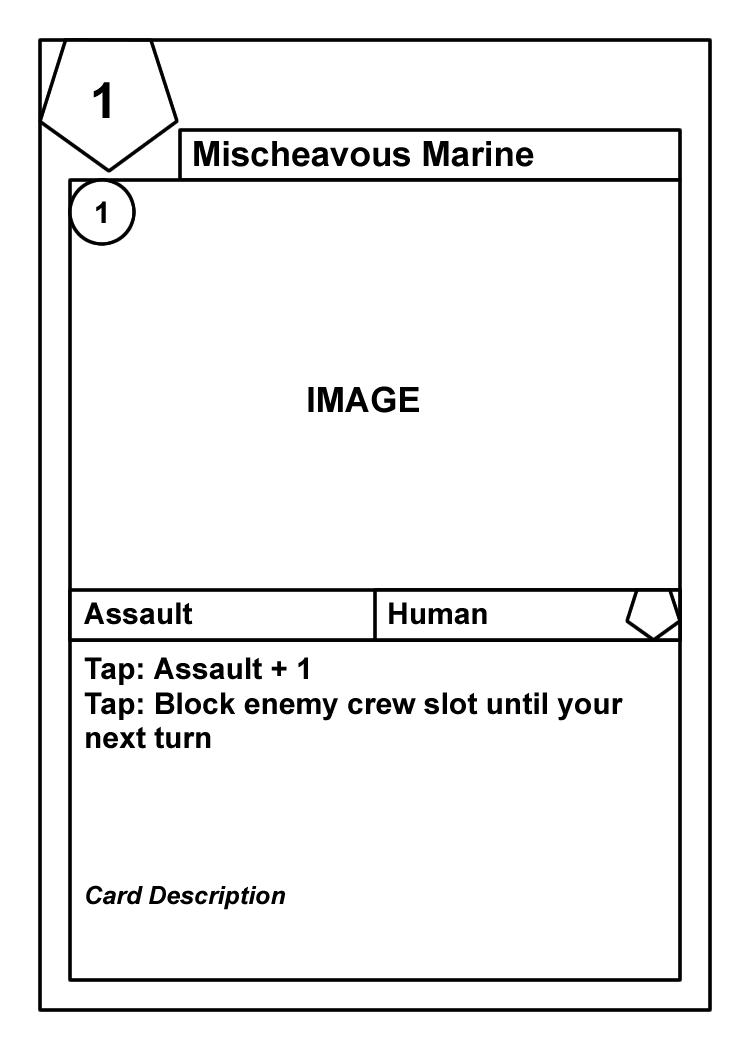 1
Mischeavous Marine
1
IMAGE
Assault
Human
Tap: Assault + 1
Tap: Block enemy crew slot until your
next turn
Card Description